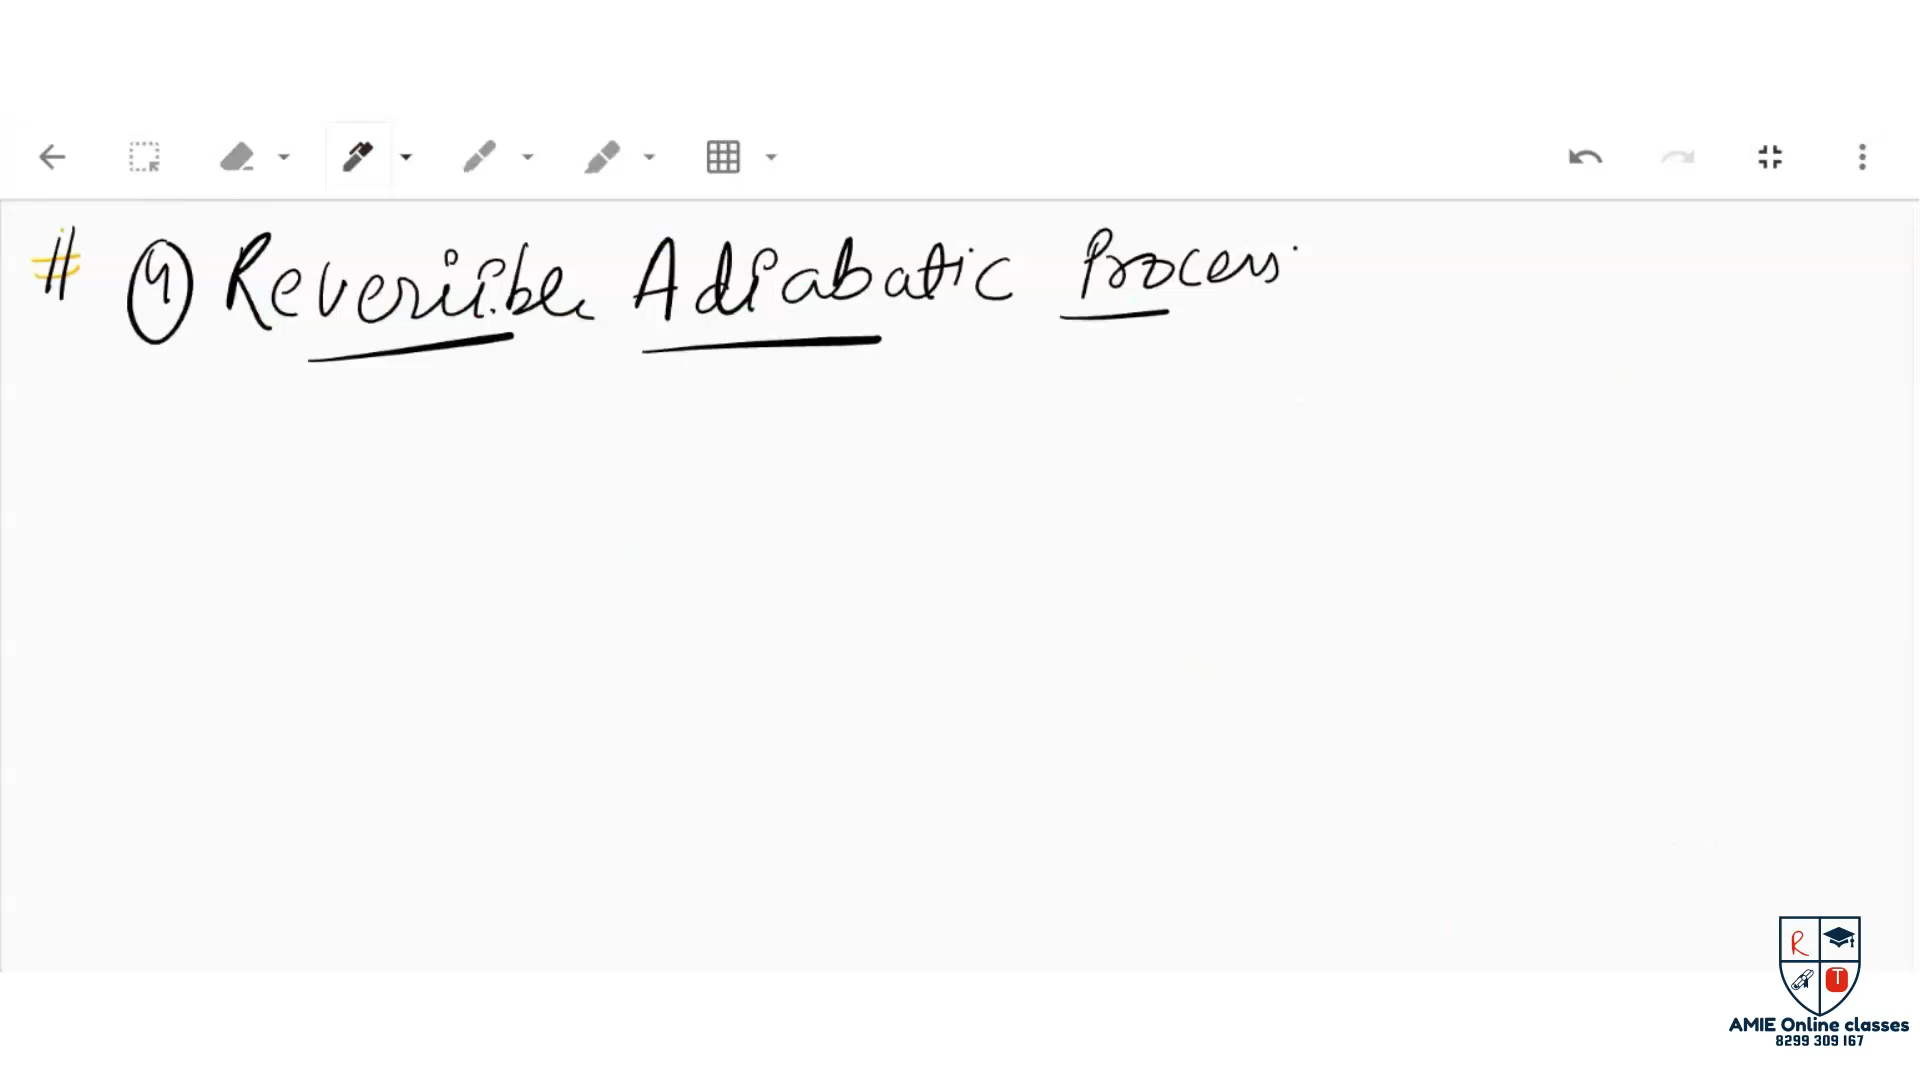 # ④ Reversible Adiabatic Process
R
T
AMIE Online classes
8299 309 167